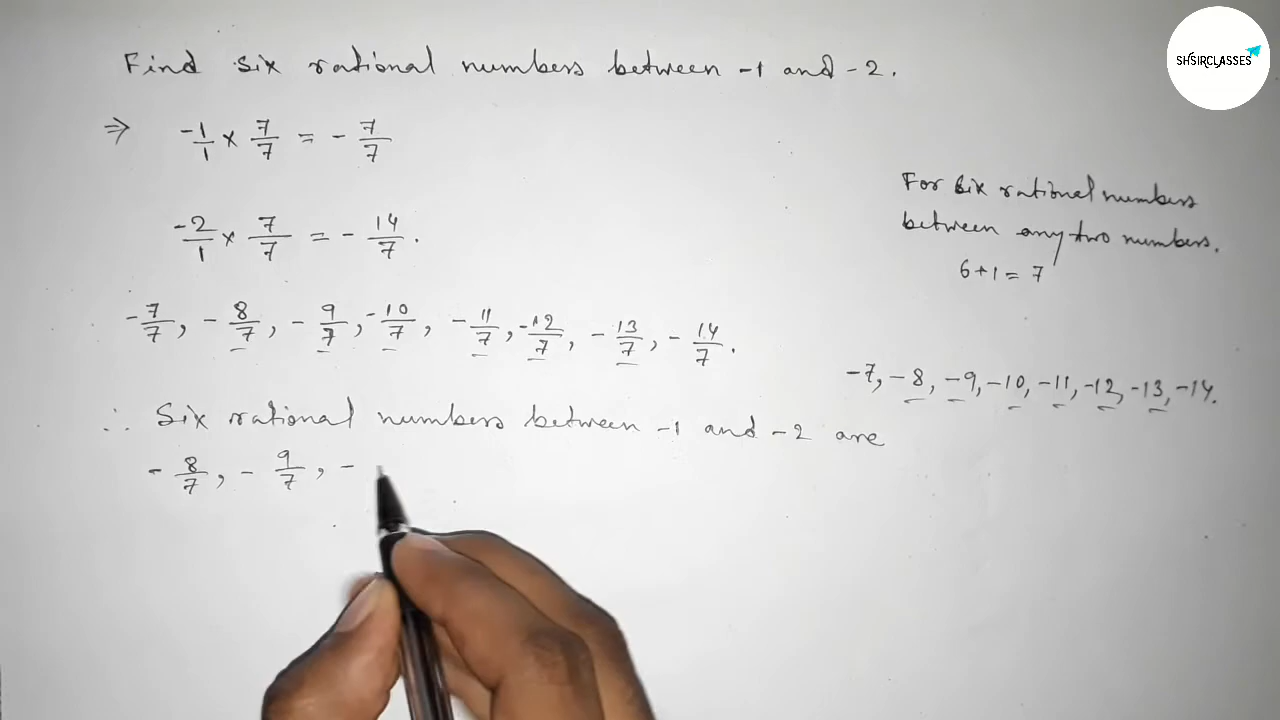 SHSIRCLASSES
Find six rational numbers between -1 and -2.
⇒ -1/1 × 7/7 = - 7/7
-2/1 × 7/7 = - 14/7.
For six rational numbers
between any two numbers.
6+1 = 7
-7/7, - 8/7, - 9/7, -10/7, - 11/7, -12/7, - 13/7, - 14/7.
-7, -8, -9, -10, -11, -12, -13, -14.
∴ Six rational numbers between -1 and -2 are
- 8/7, - 9/7, -